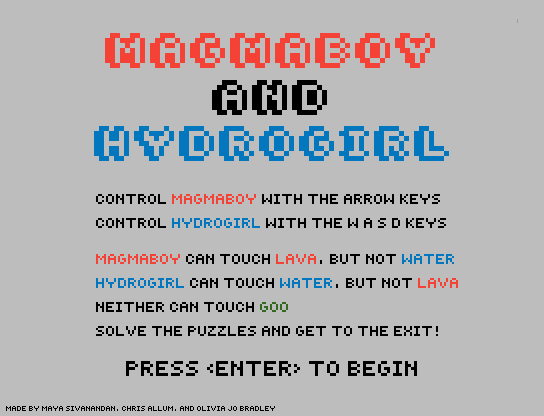 MAGMABOY
AND
HYDROGIRL
CONTROL MAGMABOY WITH THE ARROW KEYS
CONTROL HYDROGIRL WITH THE W A S D KEYS
MAGMABOY CAN TOUCH LAVA, BUT NOT WATER
HYDROGIRL CAN TOUCH WATER, BUT NOT LAVA
NEITHER CAN TOUCH GOO
SOLVE THE PUZZLES AND GET TO THE EXIT!
PRESS <ENTER> TO BEGIN
MADE BY MAYA SIVANANDAN, CHRIS ALLUM, AND OLIVIA JO BRADLEY